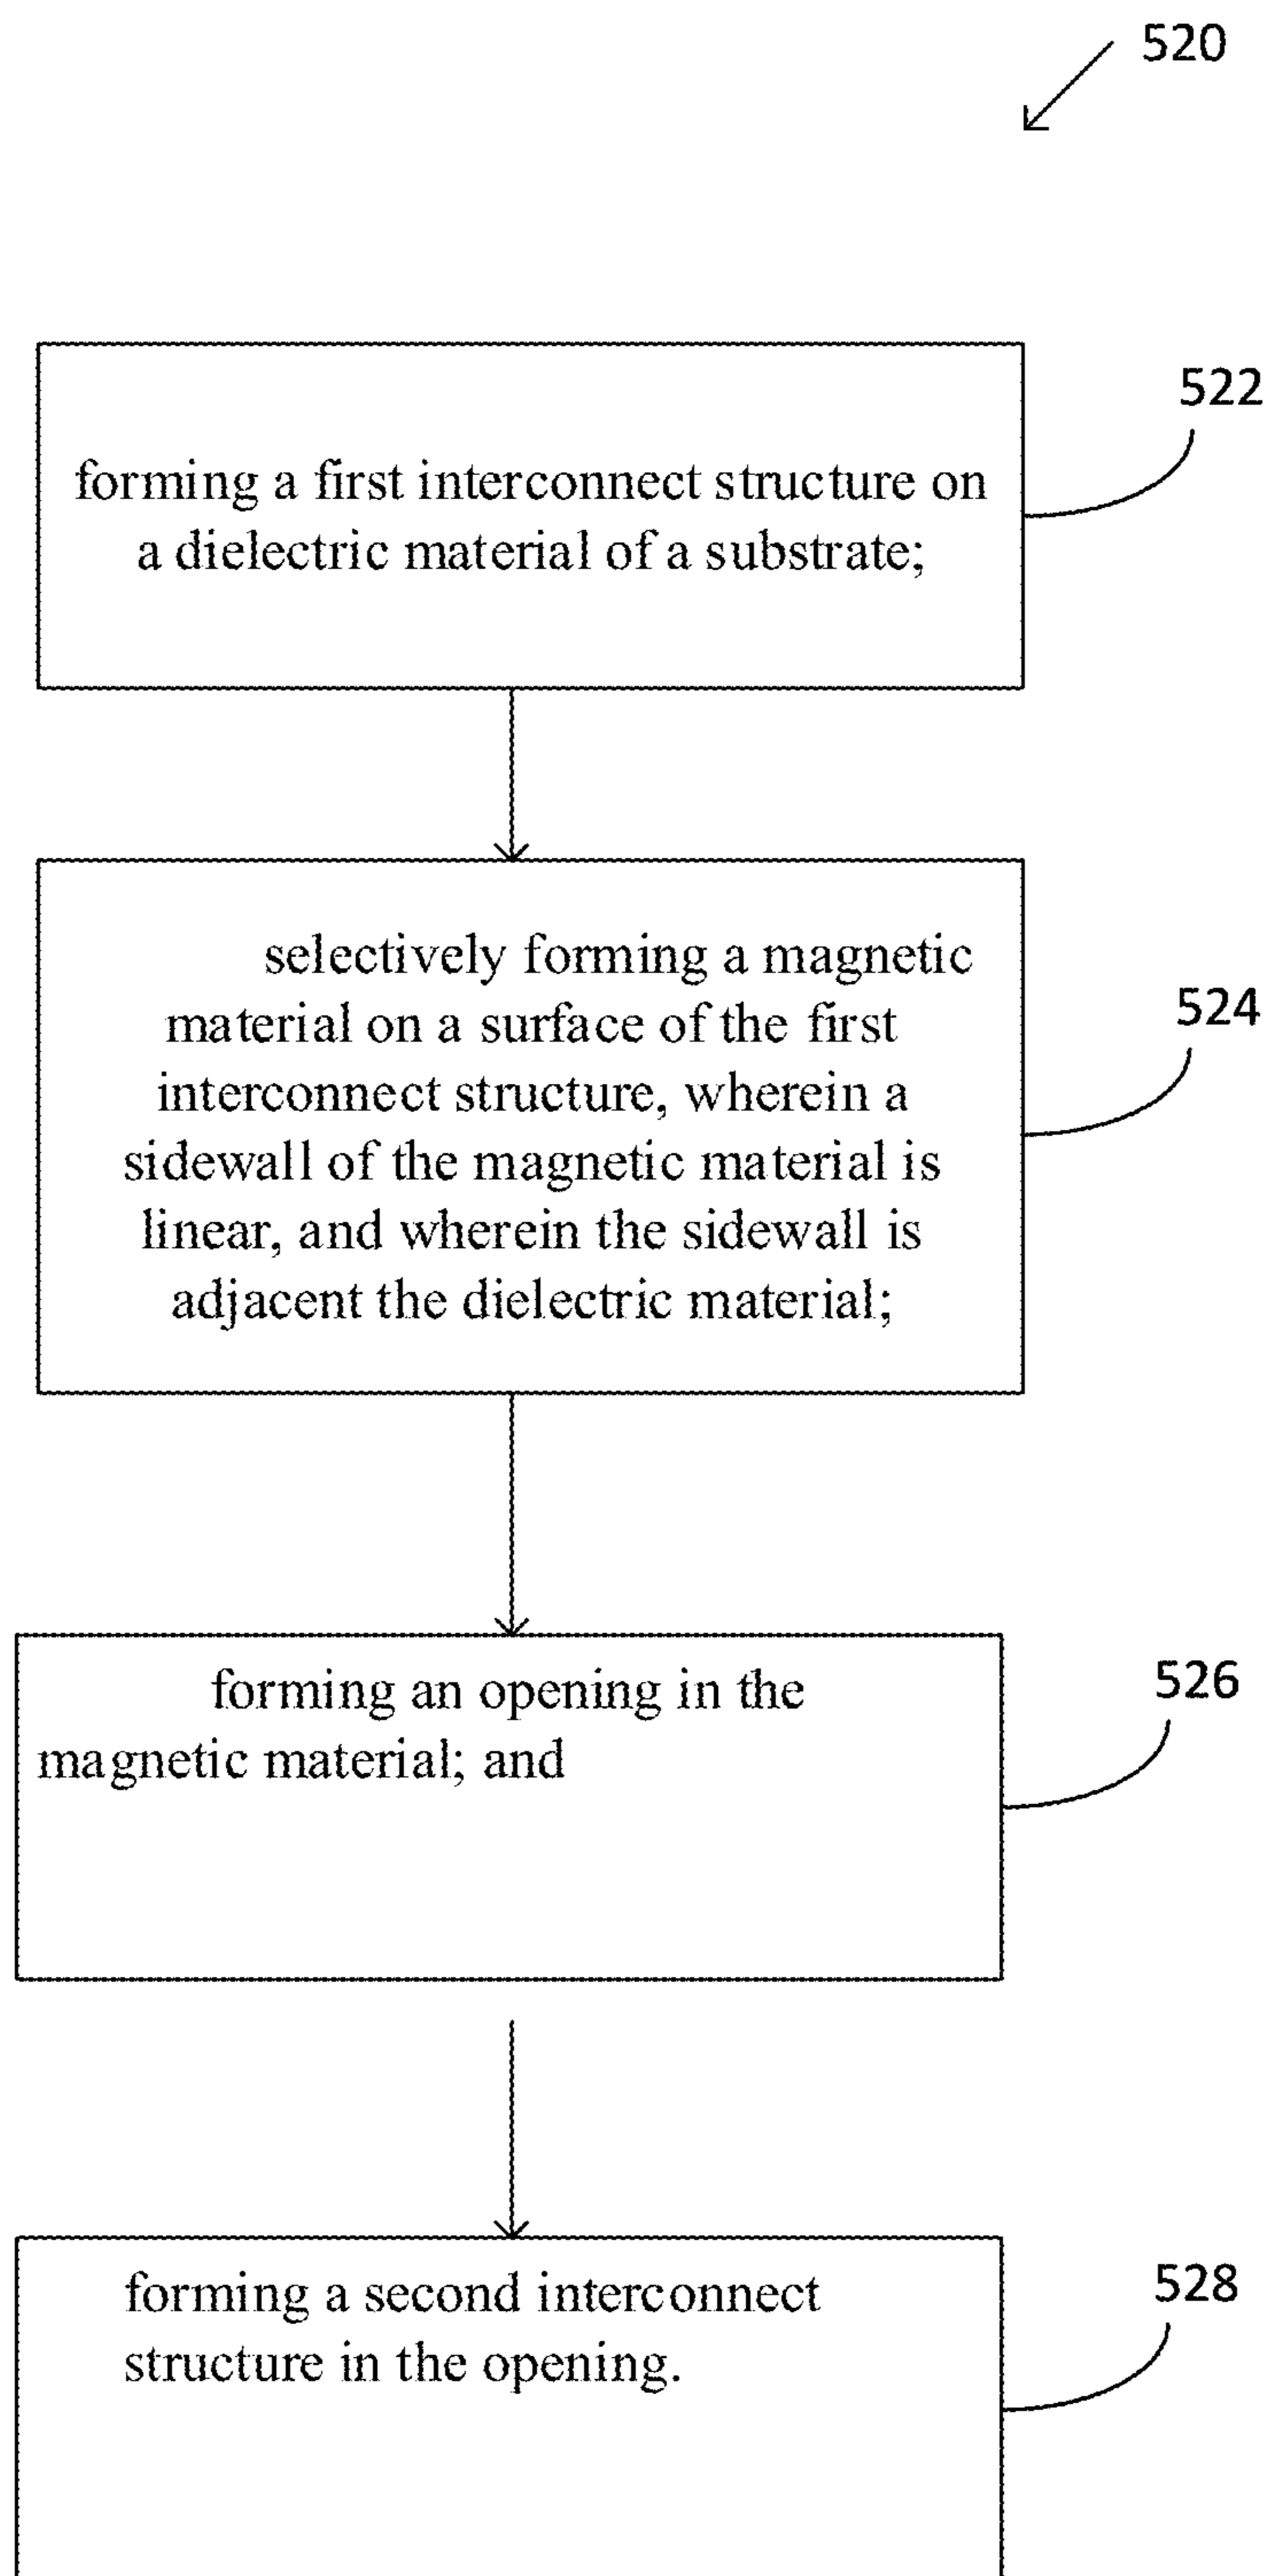 520
522
forming a first interconnect structure on
a dielectric material of a substrate;
524
selectively forming a magnetic
material on a surface of the first
interconnect structure, wherein a
sidewall of the magnetic material is
linear, and wherein the sidewall is
adjacent the dielectric material;
526
forming an opening in the
magnetic material; and
528
forming a second interconnect
structure in the opening.